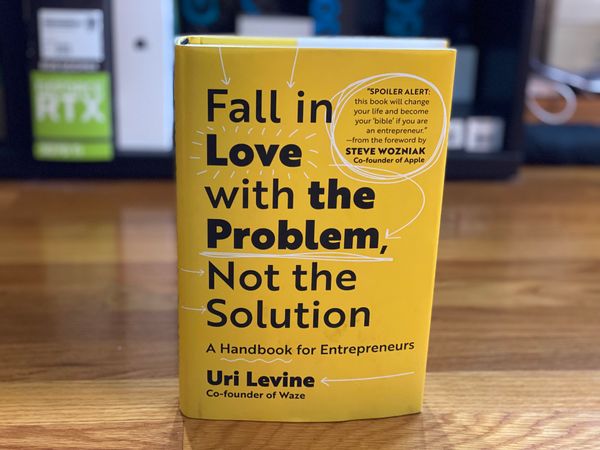 Fall in
Love
with the
Problem,
Not the
Solution
"SPOILER ALERT:
this book will change
your life and become
your 'bible' if you are
an entrepreneur."
—from the foreword by
STEVE WOZNIAK
Co-founder of Apple
A Handbook for Entrepreneurs
Uri Levine
Co-founder of Waze
RTX